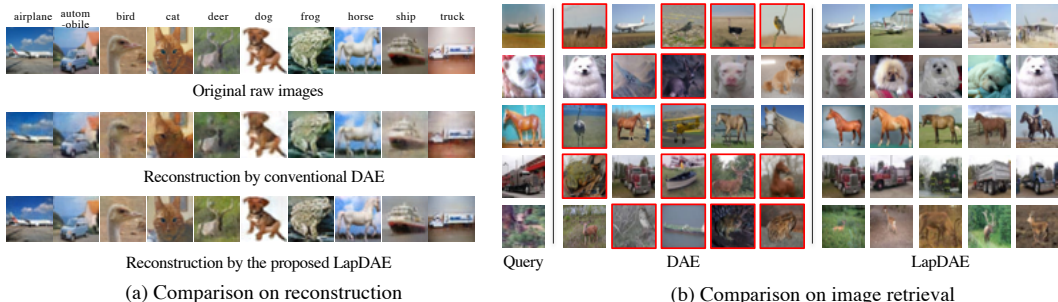 airplane autom-obile bird cat deer dog frog horse ship truck
Original raw images
Reconstruction by conventional DAE
Reconstruction by the proposed LapDAE
(a) Comparison on reconstruction
Query DAE LapDAE
(b) Comparison on image retrieval